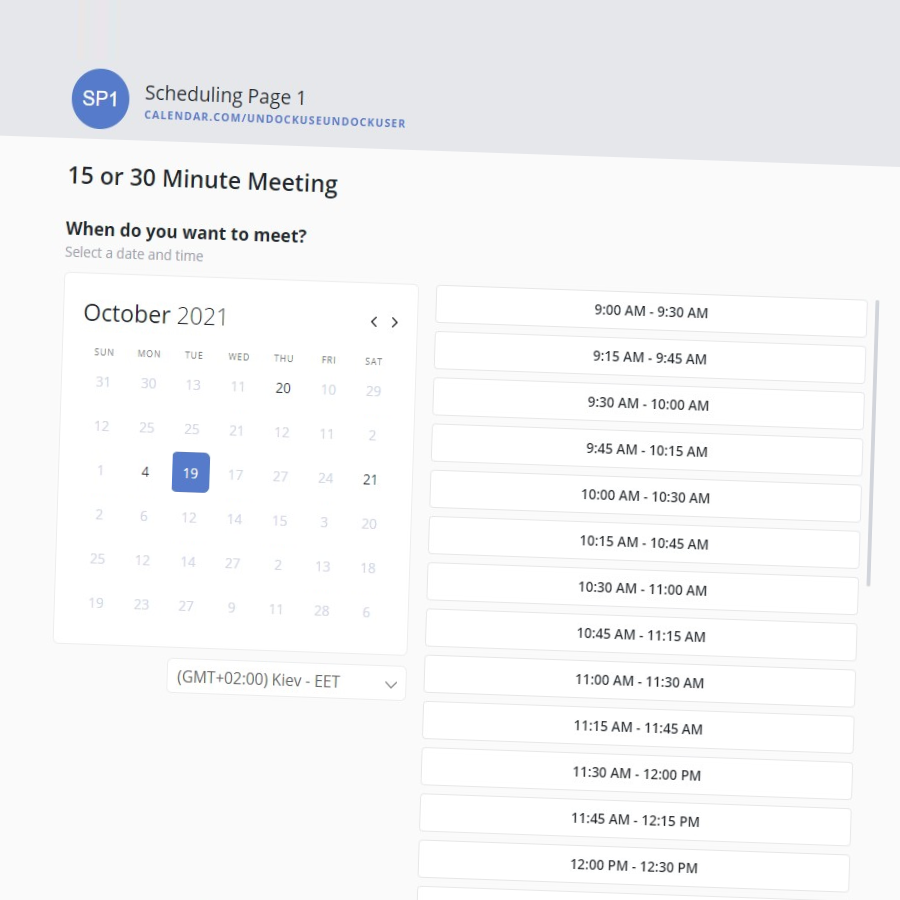 SP1
Scheduling Page 1
CALENDAR.COM/UNDOCKUSEUNDOCKUSER
15 or 30 Minute Meeting
When do you want to meet?
Select a date and time
October 2021
SUN MON TUE WED THU FRI SAT
31 30 13 11 20 10 29
12 25 25 21 12 11 2
1 4 19 17 27 24 21
2 6 12 14 15 3 20
25 12 14 27 2 13 18
19 23 27 9 11 28 6
(GMT+02:00) Kiev - EET
9:00 AM - 9:30 AM
9:15 AM - 9:45 AM
9:30 AM - 10:00 AM
9:45 AM - 10:15 AM
10:00 AM - 10:30 AM
10:15 AM - 10:45 AM
10:30 AM - 11:00 AM
10:45 AM - 11:15 AM
11:00 AM - 11:30 AM
11:15 AM - 11:45 AM
11:30 AM - 12:00 PM
11:45 AM - 12:15 PM
12:00 PM - 12:30 PM